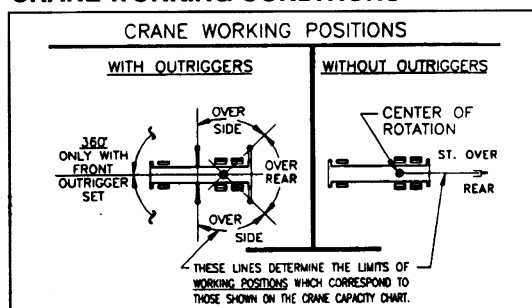 CRANE WORKING POSITIONS
WITH OUTRIGGERS
WITHOUT OUTRIGGERS
OVER
SIDE
360°
ONLY WITH
FRONT
OUTRIGGER
SET
OVER
REAR
OVER
SIDE
CENTER OF
ROTATION
ST. OVER
REAR
THESE LINES DETERMINE THE LIMITS OF
WORKING POSITIONS WHICH CORRESPOND TO
THOSE SHOWN ON THE CRANE CAPACITY CHART.